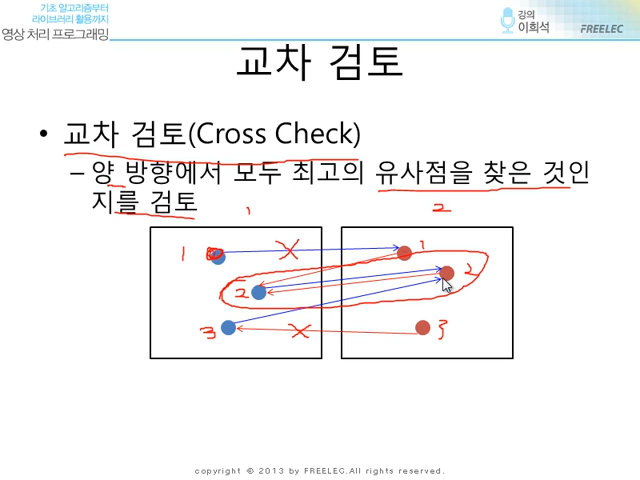 기초 알고리즘부터
라이브러리 활용까지
영상 처리 프로그래밍
강의
이희석
FREELEC
교차 검토
• 교차 검토(Cross Check)
– 양 방향에서 모두 최고의 유사점을 찾은 것인
지를 검토
1 2
1 X 1
2 2
3 X 3
copyright © 2013 by FREELEC.All rights reserved.